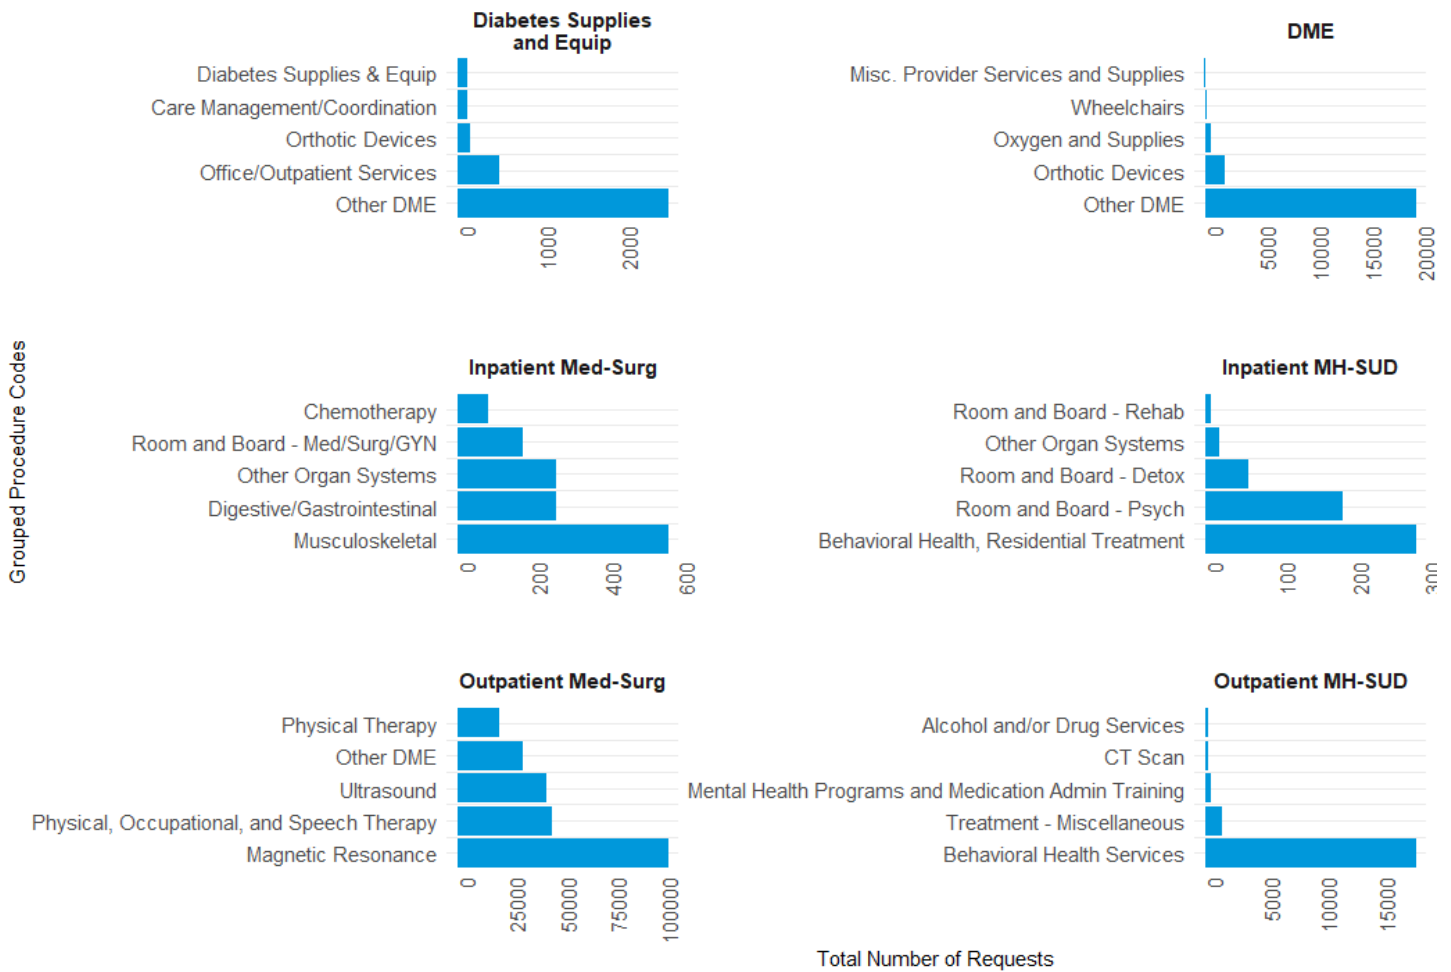 Diabetes Supplies
and Equip
Diabetes Supplies & Equip
Care Management/Coordination
Orthotic Devices
Office/Outpatient Services
Other DME
0
1000
2000
DME
Misc. Provider Services and Supplies
Wheelchairs
Oxygen and Supplies
Orthotic Devices
Other DME
0
5000
10000
15000
20000
Grouped Procedure Codes
Inpatient Med-Surg
Chemotherapy
Room and Board - Med/Surg/GYN
Other Organ Systems
Digestive/Gastrointestinal
Musculoskeletal
0
200
400
600
Inpatient MH-SUD
Room and Board - Rehab
Other Organ Systems
Room and Board - Detox
Room and Board - Psych
Behavioral Health, Residential Treatment
0
100
200
300
Outpatient Med-Surg
Physical Therapy
Other DME
Ultrasound
Physical, Occupational, and Speech Therapy
Magnetic Resonance
0
25000
50000
75000
100000
Outpatient MH-SUD
Alcohol and/or Drug Services
CT Scan
Mental Health Programs and Medication Admin Training
Treatment - Miscellaneous
Behavioral Health Services
0
5000
10000
15000
Total Number of Requests